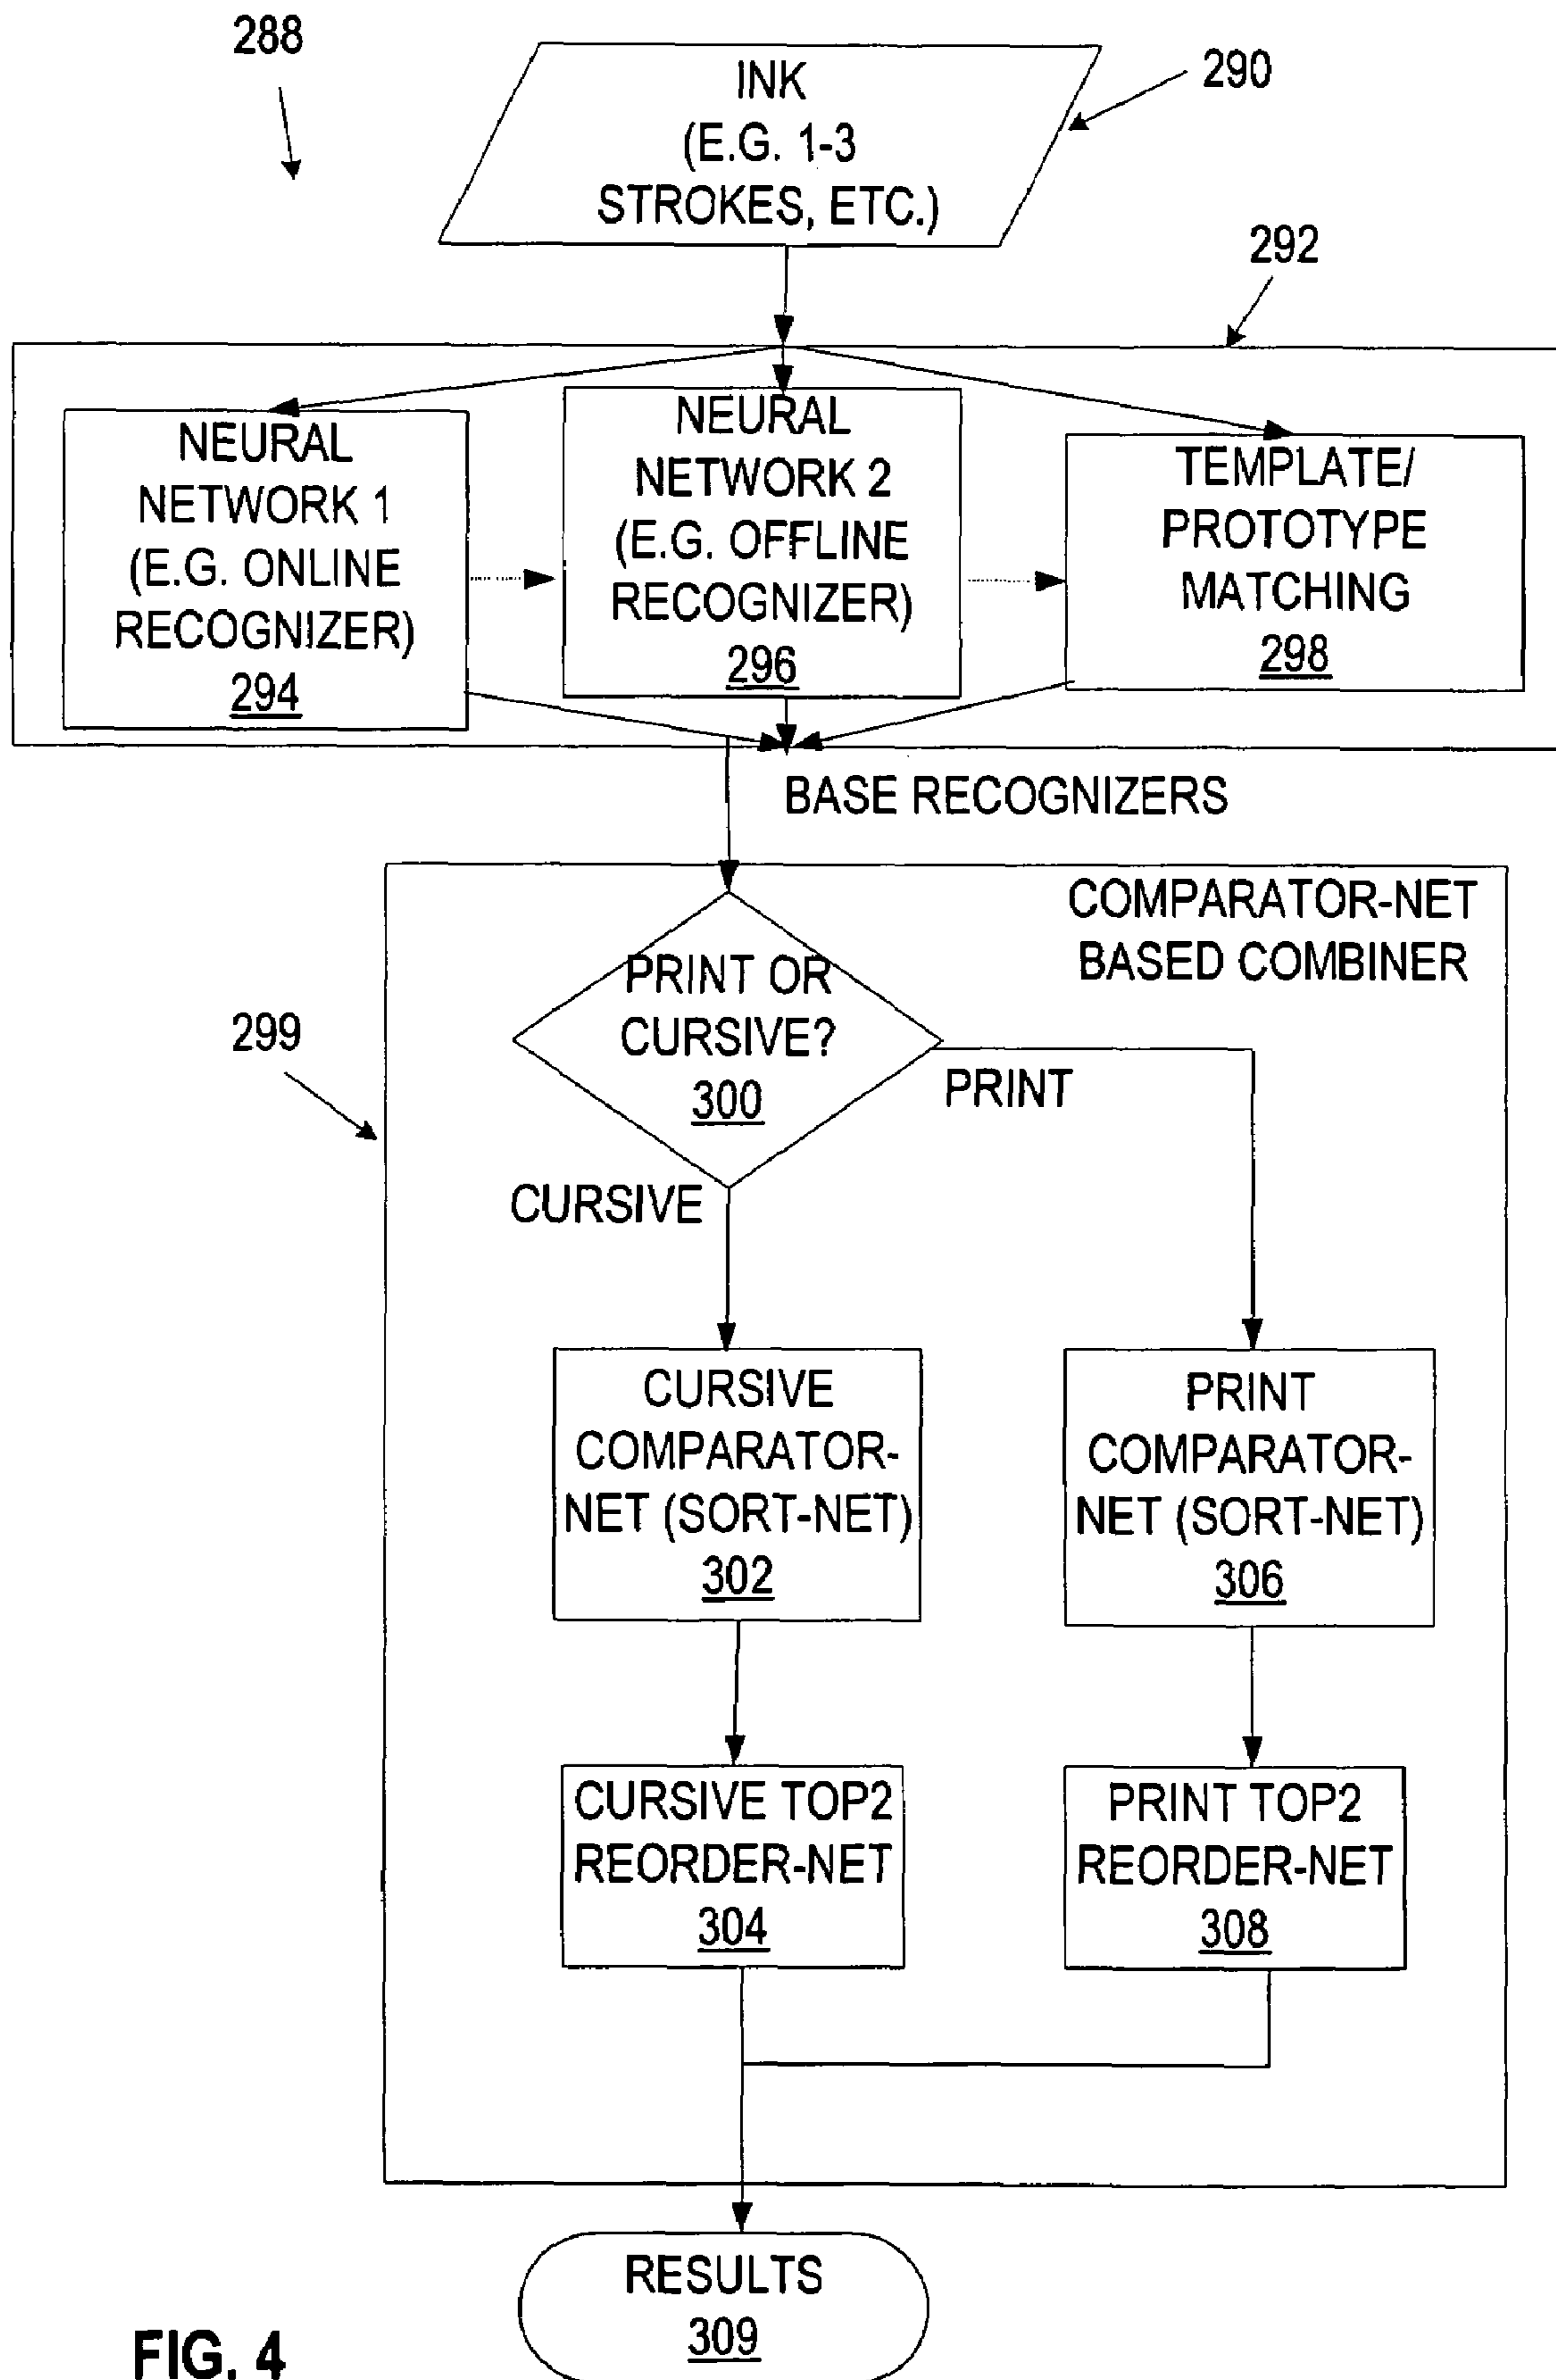 288
INK
(E.G. 1-3
STROKES, ETC.)
290
292
NEURAL
NETWORK 1
(E.G. ONLINE
RECOGNIZER)
294
NEURAL
NETWORK 2
(E.G. OFFLINE
RECOGNIZER)
296
TEMPLATE/
PROTOTYPE
MATCHING
298
BASE RECOGNIZERS
COMPARATOR-NET
BASED COMBINER
299
PRINT OR
CURSIVE?
300
PRINT
CURSIVE
CURSIVE
COMPARATOR-
NET (SORT-NET)
302
PRINT
COMPARATOR-
NET (SORT-NET)
306
CURSIVE TOP2
REORDER-NET
304
PRINT TOP2
REORDER-NET
308
RESULTS
309
FIG. 4